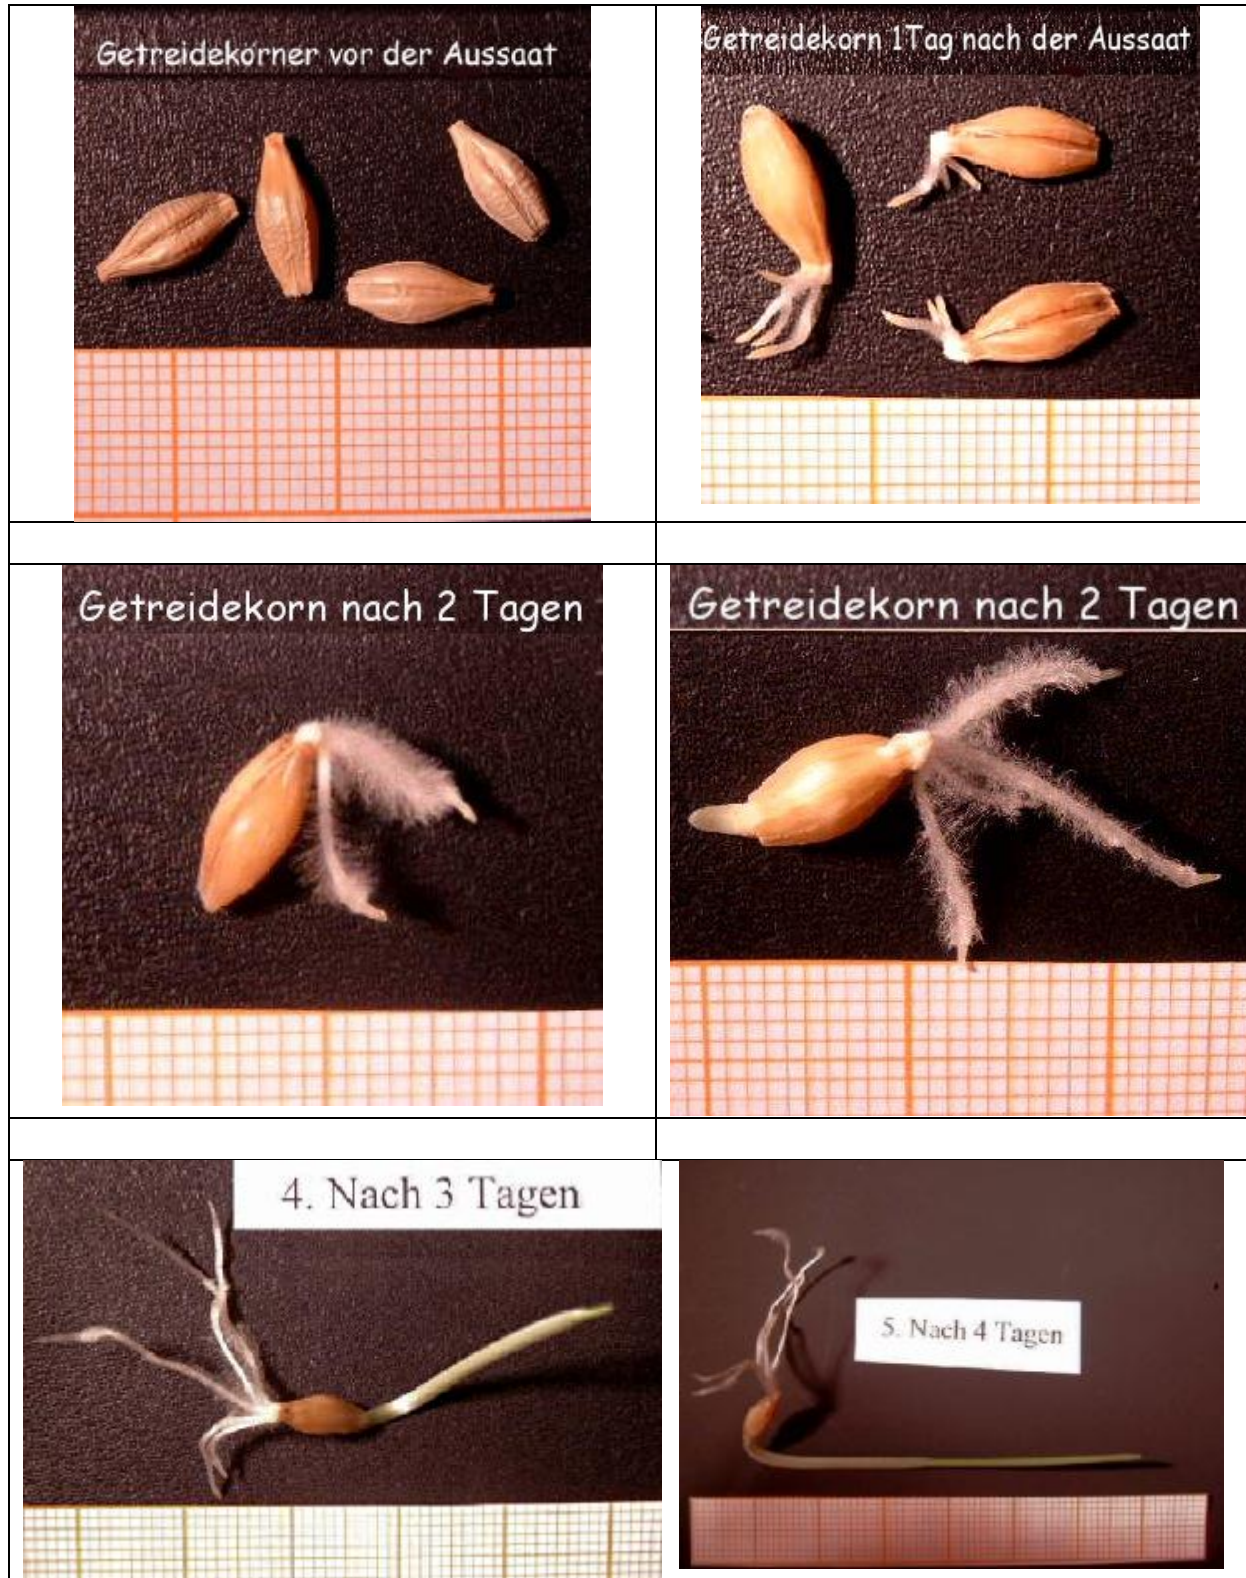 Getreidekörner vor der Aussaat
Getreidekorn 1Tag nach der Aussaat
Getreidekorn nach 2 Tagen
Getreidekorn nach 2 Tagen
4. Nach 3 Tagen
5. Nach 4 Tagen